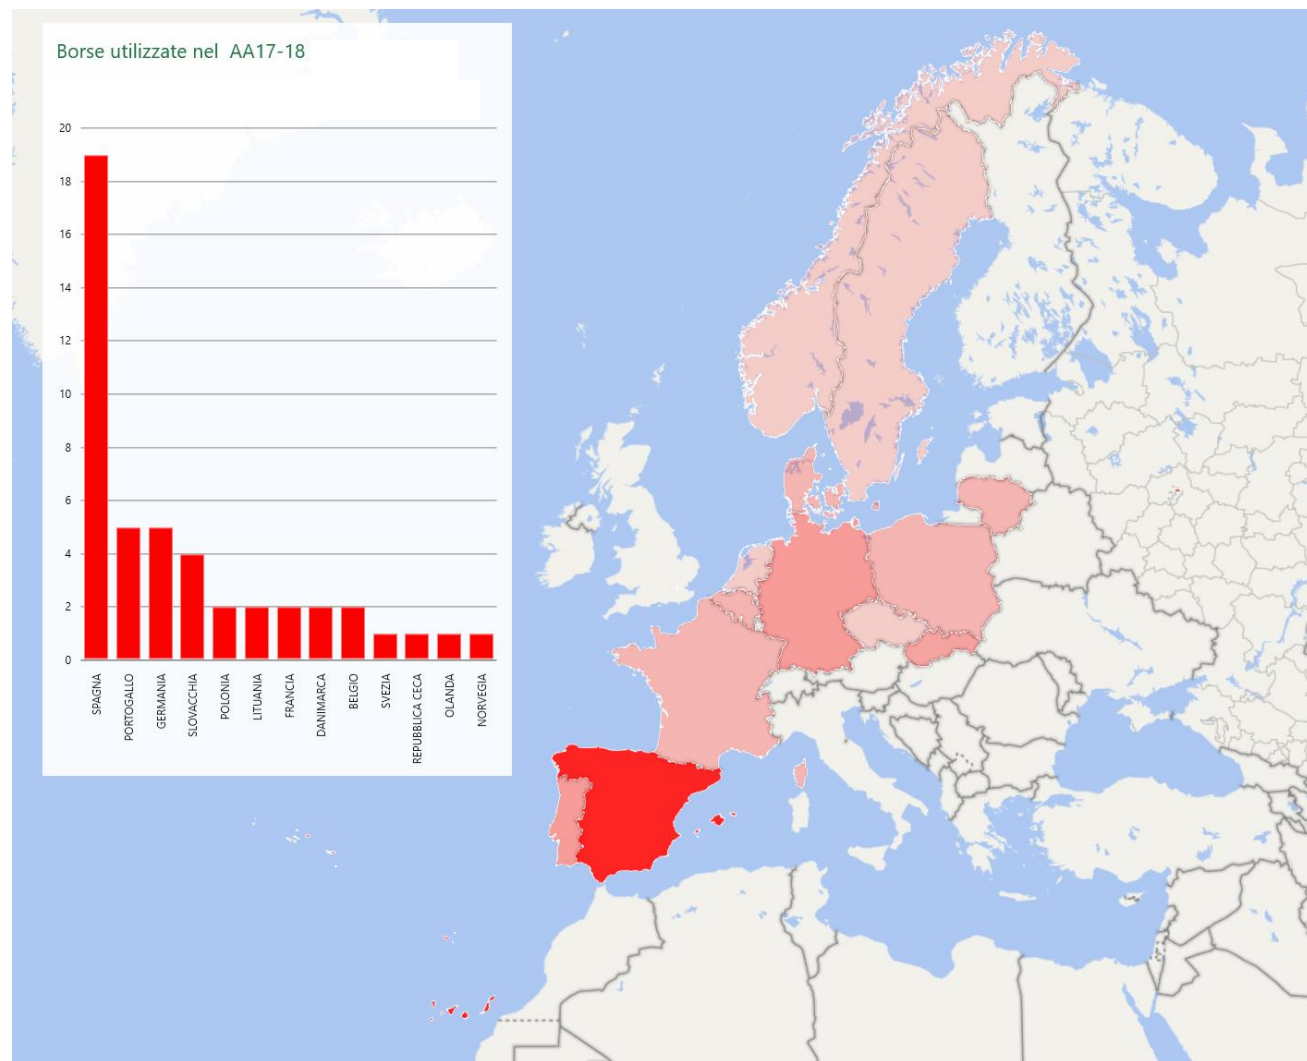 Borse utilizzate nel  AA17-18
20
18
16
14
12
10
8
6
4
2
0
SPAGNA
PORTOGALLO
GERMANIA
SLOVACCHIA
POLONIA
LITUANIA
FRANCIA
DANIMARCA
BELGIO
SVEZIA
REPUBBLICA CECA
OLANDA
NORVEGIA